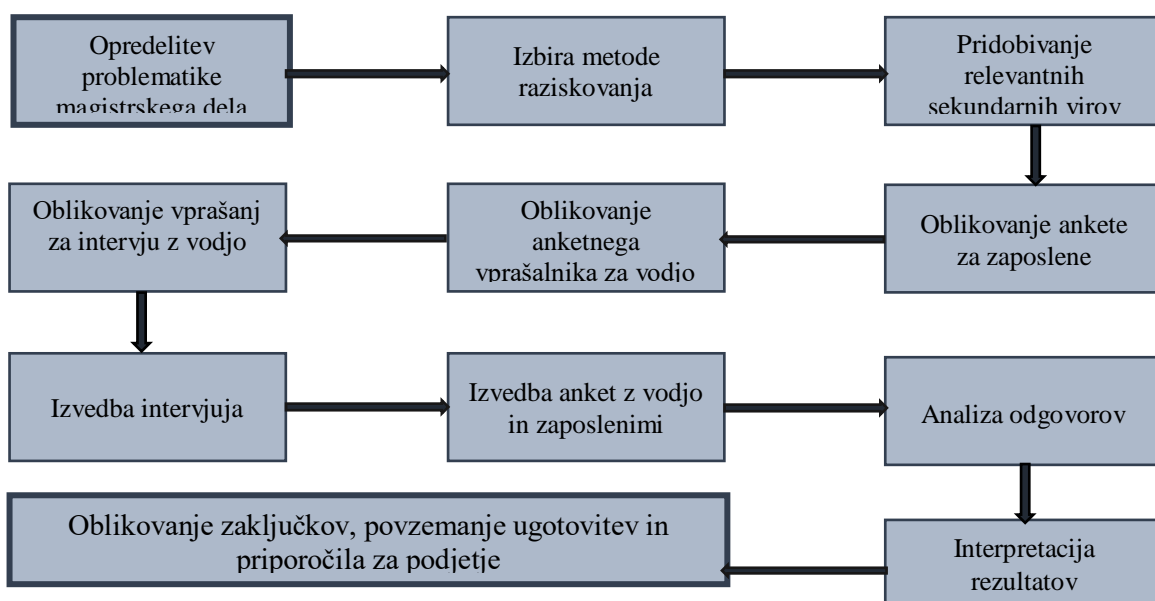 Opredelitev
problematike
magistrskega dela
Izbira metode
raziskovanja
Pridobivanje
relevantnih
sekundarnih virov
Oblikovanje ankete
za zaposlene
Oblikovanje
anketnega
vprašalnika za vodjo
Oblikovanje vprašanj
za intervju z vodjo
Izvedba intervjuja
Izvedba anket z vodjo
in zaposlenimi
Analiza odgovorov
Interpretacija
rezultatov
Oblikovanje zaključkov, povzemanje ugotovitev in
priporočila za podjetje